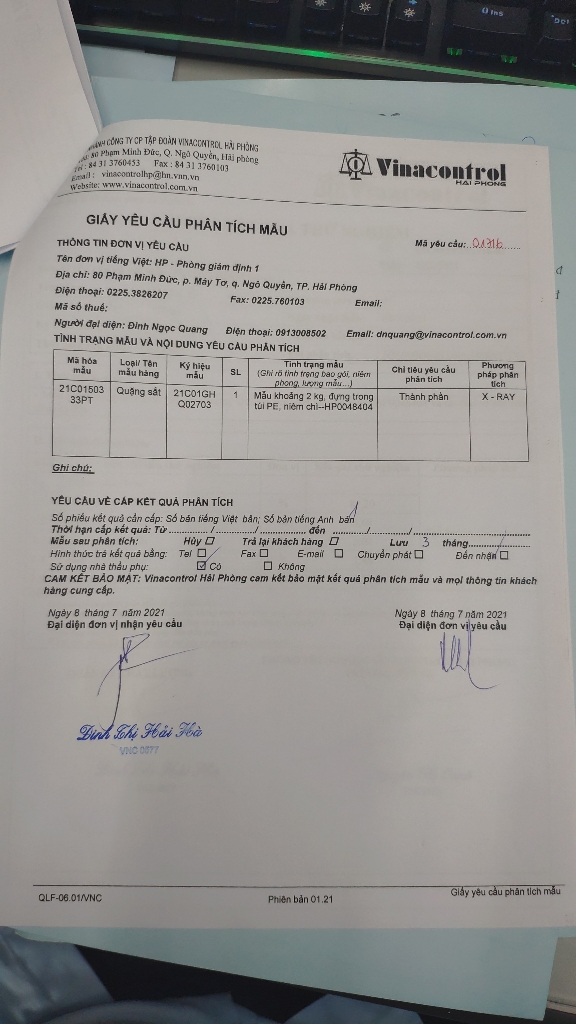 CÔNG TY CP TẬP ĐOÀN VINACONTROL HẢI PHÒNG
80 Phạm Minh Đức, Q. Ngô Quyền, Hải phòng
Tel : 84 31 3760453 Fax : 84 31 3760103
Email : vinacontrolhp@hn.vnn.vn
Website: www.vinacontrol.com.vn
Vinacontrol
HAI PHONG
GIẤY YÊU CẦU PHÂN TÍCH MẪU
THÔNG TIN ĐƠN VỊ YÊU CẦU
Mã yêu cầu:
Tên đơn vị tiếng Việt: HP - Phòng giám định 1
Địa chỉ: 80 Phạm Minh Đức, p. Máy Tơ, q. Ngô Quyền, TP. Hải Phòng
Điện thoại: 0225.3826207 Fax: 0225.760103 Email:
Mã số thuế:
Người đại diện: Đinh Ngọc Quang Điện thoại: 0913008502 Email: dnquang@vinacontrol.com.vn
TÌNH TRẠNG MẪU VÀ NỘI DUNG YÊU CẦU PHÂN TÍCH
Mã hóa mẫu Loại/ Tên mẫu hàng Ký hiệu mẫu SL Tình trạng mẫu (Ghi rõ tình trạng bao gói, niêm phong, lượng mẫu...) Chỉ tiêu yêu cầu phân tích Phương pháp phân tích
21C01503 Quặng sắt 21C01GH 1 Mẫu khoảng 2 kg, đựng trong Thành phần X - RAY
33PT Q02703 túi PE, niêm chì--HP0048404
Ghi chú:
YÊU CẦU VỀ CẤP KẾT QUẢ PHÂN TÍCH
Số phiếu kết quả cần cấp: Số bản tiếng Việt bản; Số bản tiếng Anh bản 1
Thời hạn cấp kết quả: Từ ............/............/............ đến ............/............/............
Mẫu sau phân tích: Hủy Trả lại khách hàng Lưu 3 tháng............
Hình thức trả kết quả bằng: Tel Fax E-mail Chuyển phát Đến nhận
Sử dụng nhà thầu phụ: Có Không
CAM KẾT BẢO MẬT: Vinacontrol Hải Phòng cam kết bảo mật kết quả phân tích mẫu và mọi thông tin khách
hàng cung cấp.
Ngày 8 tháng 7 năm 2021 Ngày 8 tháng 7 năm 2021
Đại diện đơn vị nhận yêu cầu Đại diện đơn vị yêu cầu
Đinh Thị Hải Hà
VNC 0577
QLF-06.01/VNC Phiên bản 01.21 Giấy yêu cầu phân tích mẫu